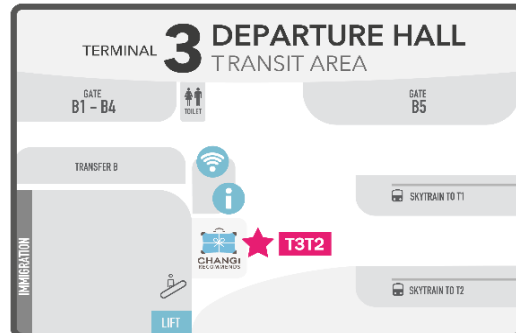 TERMINAL 3 DEPARTURE HALL
TRANSIT AREA
GATE
B1 – B4
TOILET
GATE
B5
TRANSFER B
i
SKYTRAIN TO T1
IMMIGRATION
CHANGI
RECOMMENDS
T3T2
SKYTRAIN TO T2
LIFT